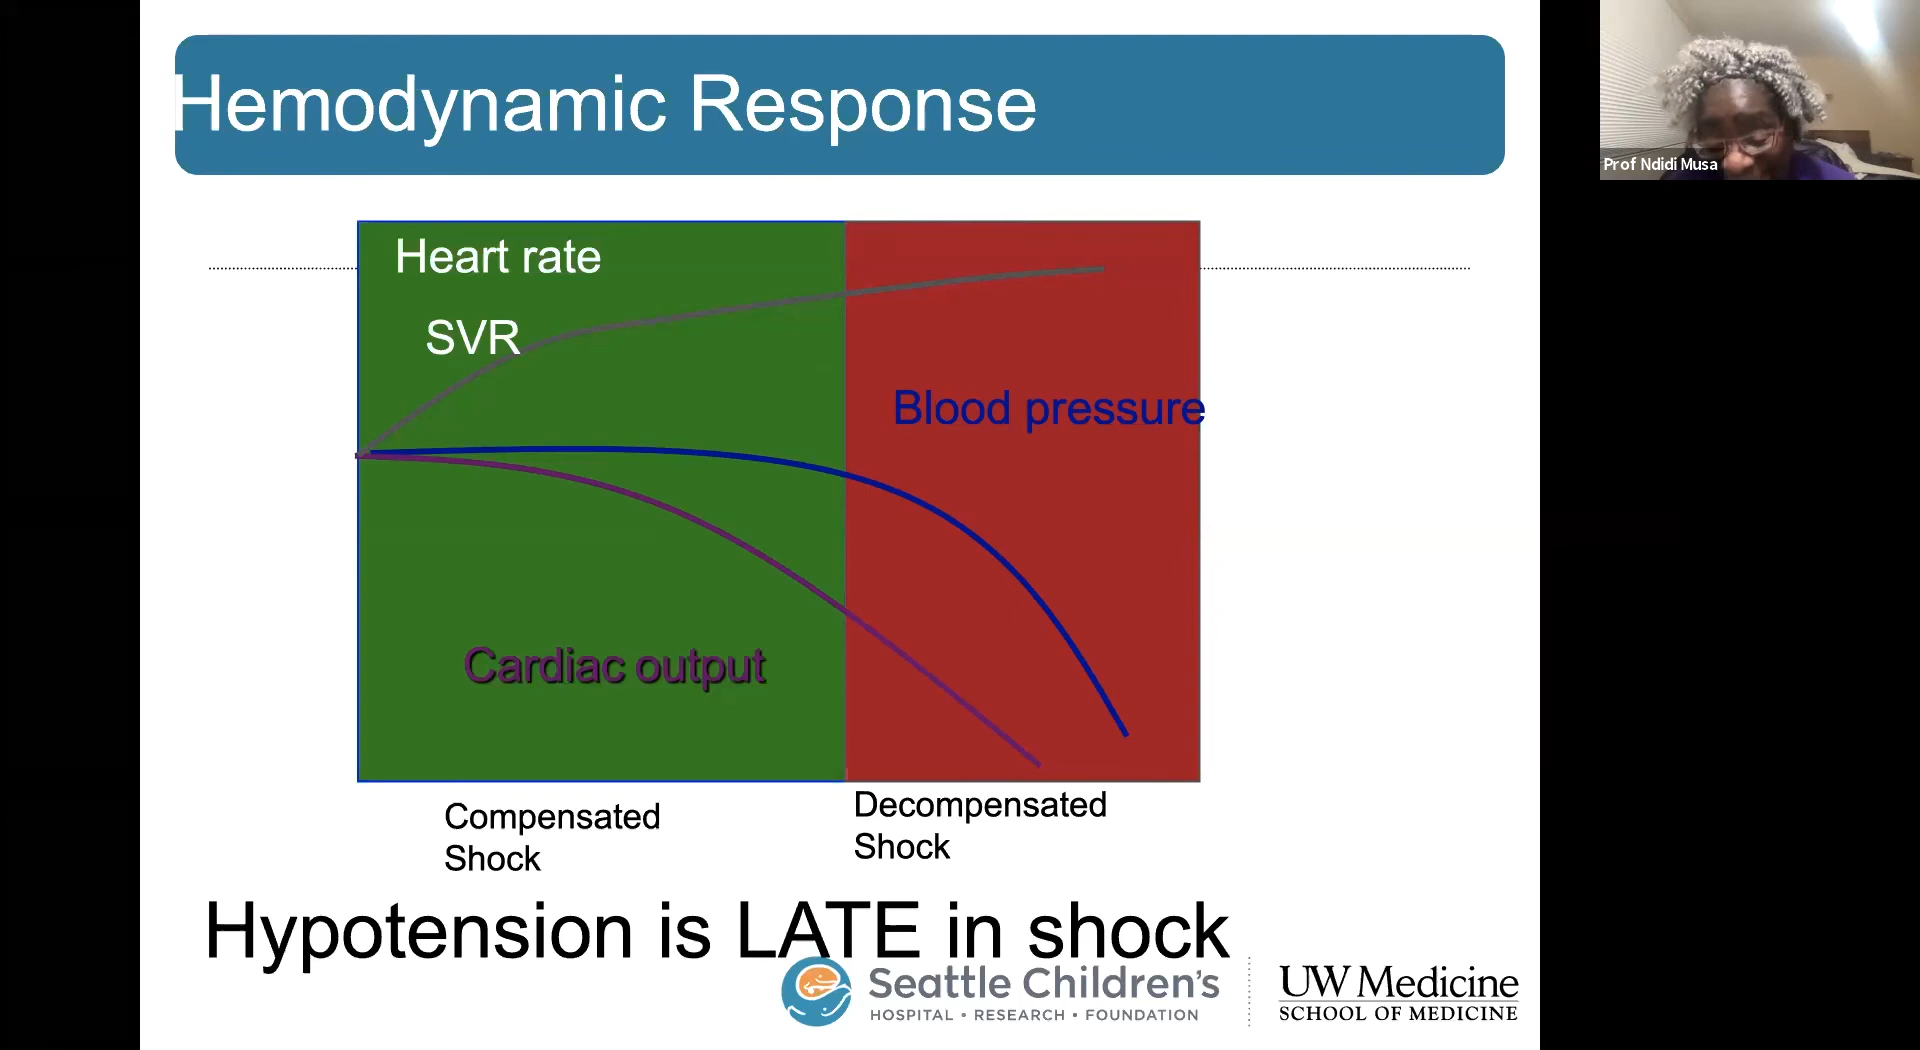 Hemodynamic Response
Prof Ndidi Musa
Heart rate
SVR
Blood pressure
Cardiac output
Compensated
Shock
Decompensated
Shock
Hypotension is LATE in shock
Seattle Children's
HOSPITAL • RESEARCH • FOUNDATION
UW Medicine
SCHOOL OF MEDICINE